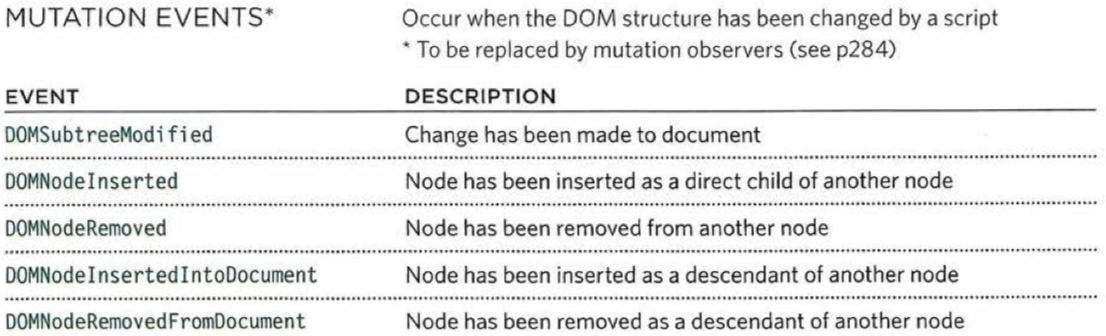 MUTATION EVENTS* Occur when the DOM structure has been changed by a script
* To be replaced by mutation observers (see p284)
EVENT DESCRIPTION
DOMSubtreeModified Change has been made to document
DOMNodeInserted Node has been inserted as a direct child of another node
DOMNodeRemoved Node has been removed from another node
DOMNodeInsertedIntoDocument Node has been inserted as a descendant of another node
DOMNodeRemovedFromDocument Node has been removed as a descendant of another node